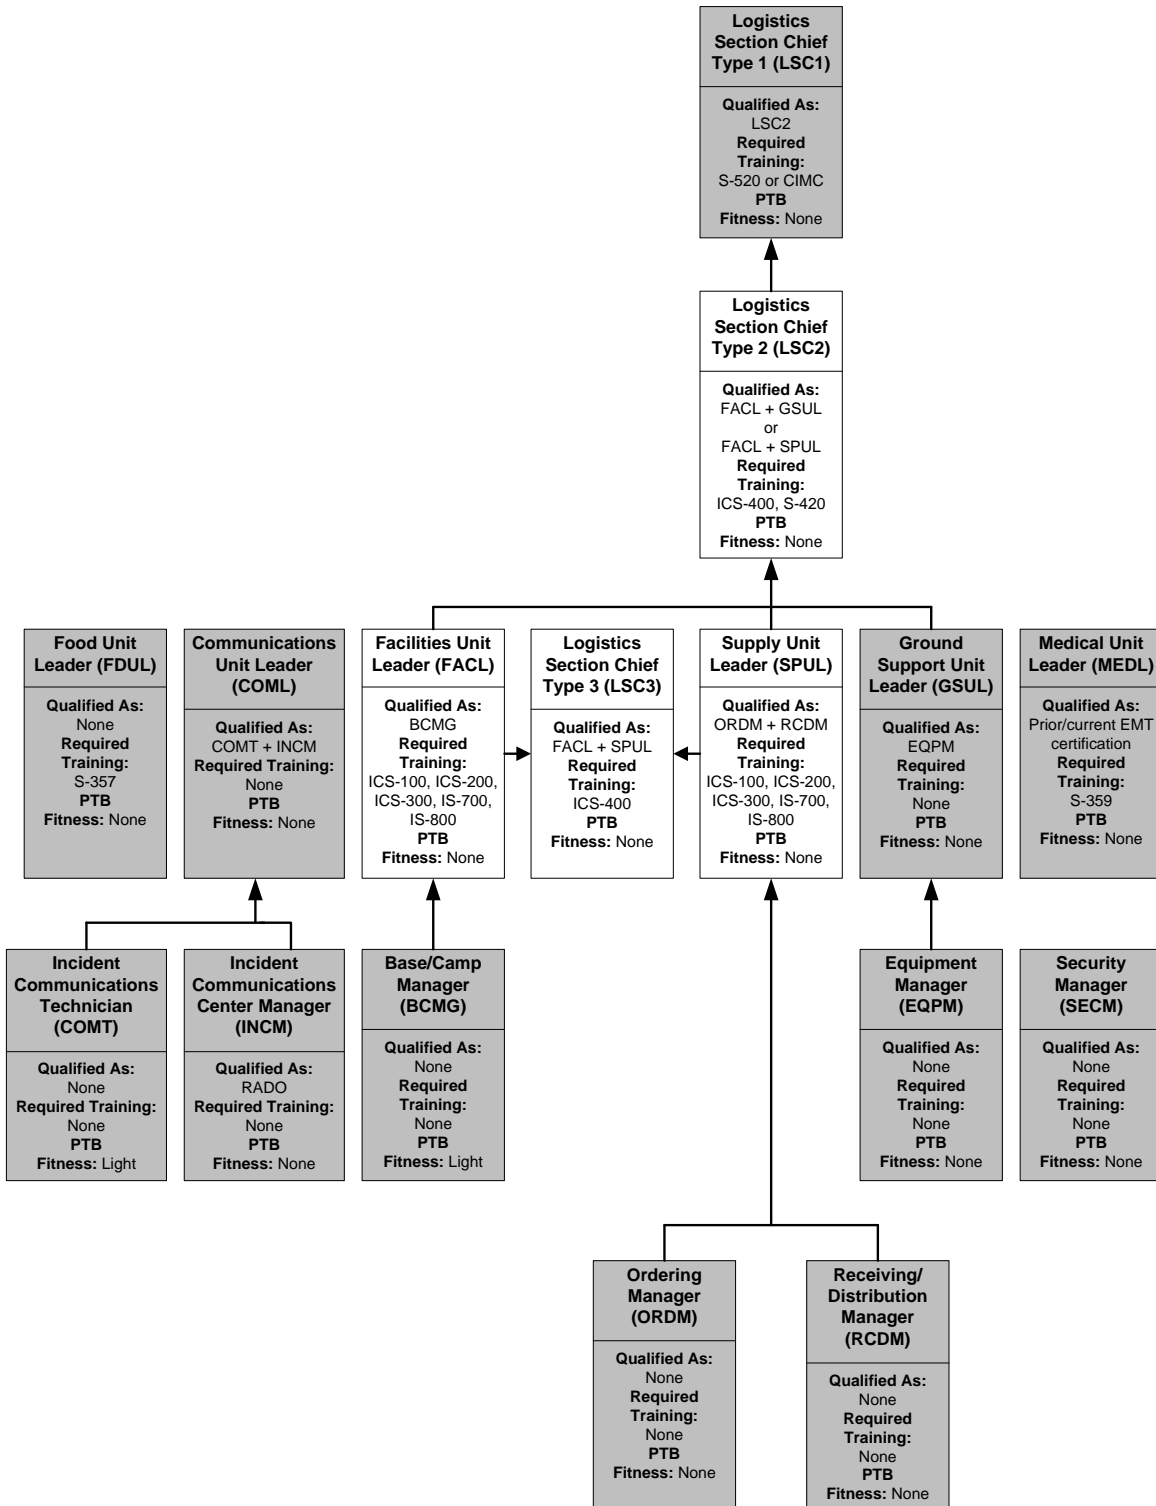 Logistics
Section Chief
Type 1 (LSC1)
Qualified As:
LSC2
Required
Training:
S-520 or CIMC
PTB
Fitness: None
Logistics
Section Chief
Type 2 (LSC2)
Qualified As:
FACL + GSUL
or
FACL + SPUL
Required
Training:
ICS-400, S-420
PTB
Fitness: None
Food Unit
Leader (FDUL)
Qualified As:
None
Required
Training:
S-357
PTB
Fitness: None
Communications
Unit Leader
(COML)
Qualified As:
COMT + INCM
Required Training:
None
PTB
Fitness: None
Facilities Unit
Leader (FACL)
Qualified As:
BCMG
Required
Training:
ICS-100, ICS-200,
ICS-300, IS-700,
IS-800
PTB
Fitness: None
Logistics
Section Chief
Type 3 (LSC3)
Qualified As:
FACL + SPUL
Required
Training:
ICS-400
PTB
Fitness: None
Supply Unit
Leader (SPUL)
Qualified As:
ORDM + RCDM
Required
Training:
ICS-100, ICS-200,
ICS-300, IS-700,
IS-800
PTB
Fitness: None
Ground
Support Unit
Leader (GSUL)
Qualified As:
EQPM
Required
Training:
None
PTB
Fitness: None
Medical Unit
Leader (MEDL)
Qualified As:
Prior/current EMT
certification
Required
Training:
S-359
PTB
Fitness: None
Incident
Communications
Technician
(COMT)
Qualified As:
None
Required Training:
None
PTB
Fitness: Light
Incident
Communications
Center Manager
(INCM)
Qualified As:
RADO
Required Training:
None
PTB
Fitness: None
Base/Camp
Manager
(BCMG)
Qualified As:
None
Required
Training:
None
PTB
Fitness: Light
Equipment
Manager
(EQPM)
Qualified As:
None
Required
Training:
None
PTB
Fitness: None
Security
Manager
(SECM)
Qualified As:
None
Required
Training:
None
PTB
Fitness: None
Ordering
Manager
(ORDM)
Qualified As:
None
Required
Training:
None
PTB
Fitness: None
Receiving/
Distribution
Manager
(RCDM)
Qualified As:
None
Required
Training:
None
PTB
Fitness: None